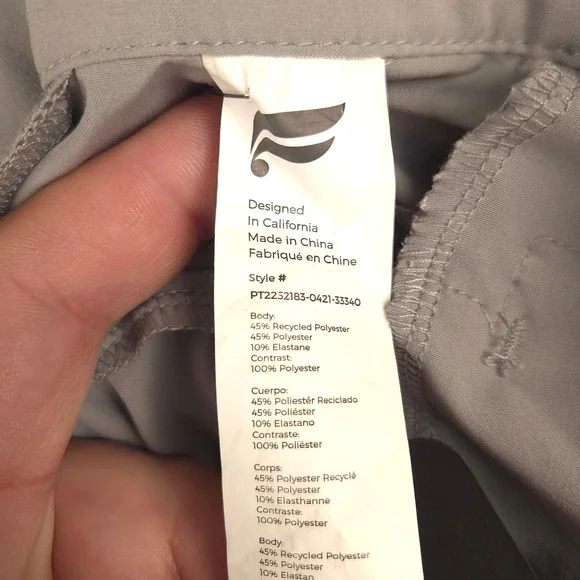 Designed
In California
Made in China
Fabriqué en Chine
Style #
PT2252183-0421-33340
Body:
45% Recycled Polyester
45% Polyester
10% Elastane
Contrast:
100% Polyester
Cuerpo:
45% Poliestér Reciclado
45% Poliéster
10% Elastano
Contraste:
100% Poliéster
Corps:
45% Polyester Recyclé
45% Polyester
10% Elasthanne
Contraste:
100% Polyester
Body:
45% Recycled Polyester
45% Polyester
10% Elastan